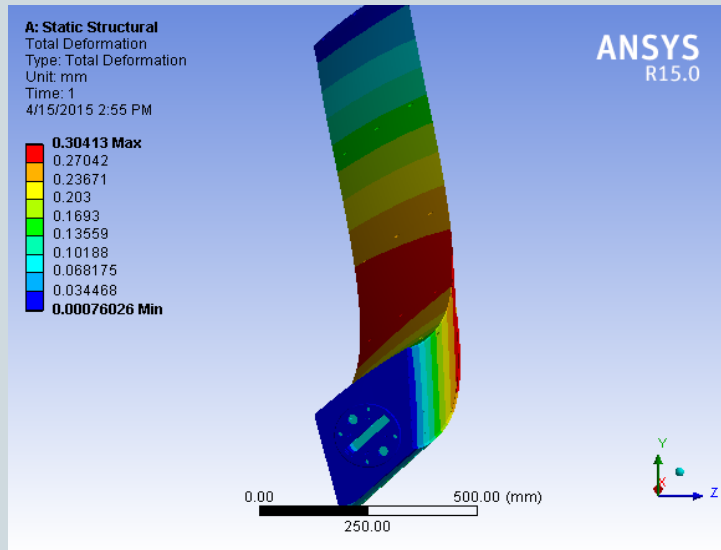 A: Static Structural
Total Deformation
Type: Total Deformation
Unit: mm
Time: 1
4/15/2015 2:55 PM
ANSYS
R15.0
0.30413 Max
0.27042
0.23671
0.203
0.1693
0.13559
0.10188
0.068175
0.034468
0.00076026 Min
0.00
500.00 (mm)
250.00
Y
X
Z